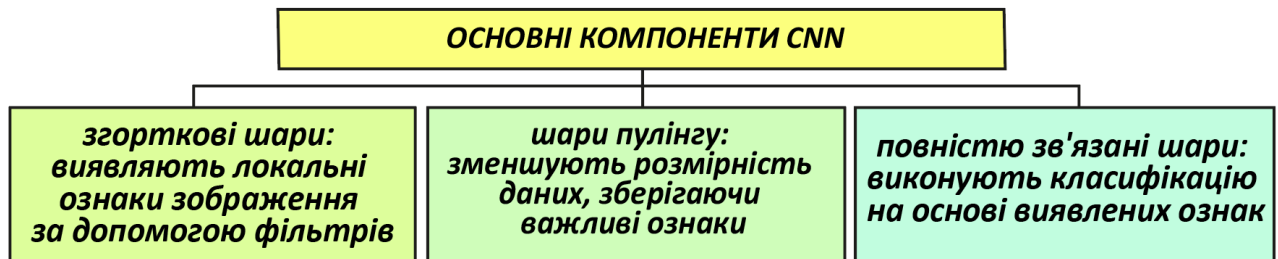 ОСНОВНІ КОМПОНЕНТИ CNN
згорткові шари:
виявляють локальні
ознаки зображення
за допомогою фільтрів
шари пулінгу:
зменшують розмірність
даних, зберігаючи
важливі ознаки
повністю зв'язані шари:
виконують класифікацію
на основі виявлених ознак